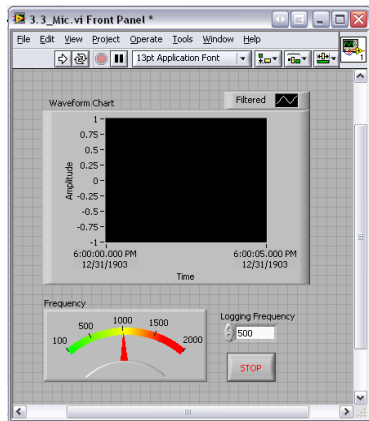 3.3_Mic.vi Front Panel *
File Edit View Project Operate Tools Window Help
13pt Application Font
1
Waveform Chart
Filtered
1
0.75
0.5
0.25
0
-0.25
-0.5
-0.75
-1
Amplitude
6:00:00.000 PM 6:00:05.000 PM
12/31/1903 12/31/1903
Time
Frequency
100 500 1000 1500 2000
Logging Frequency
500
STOP